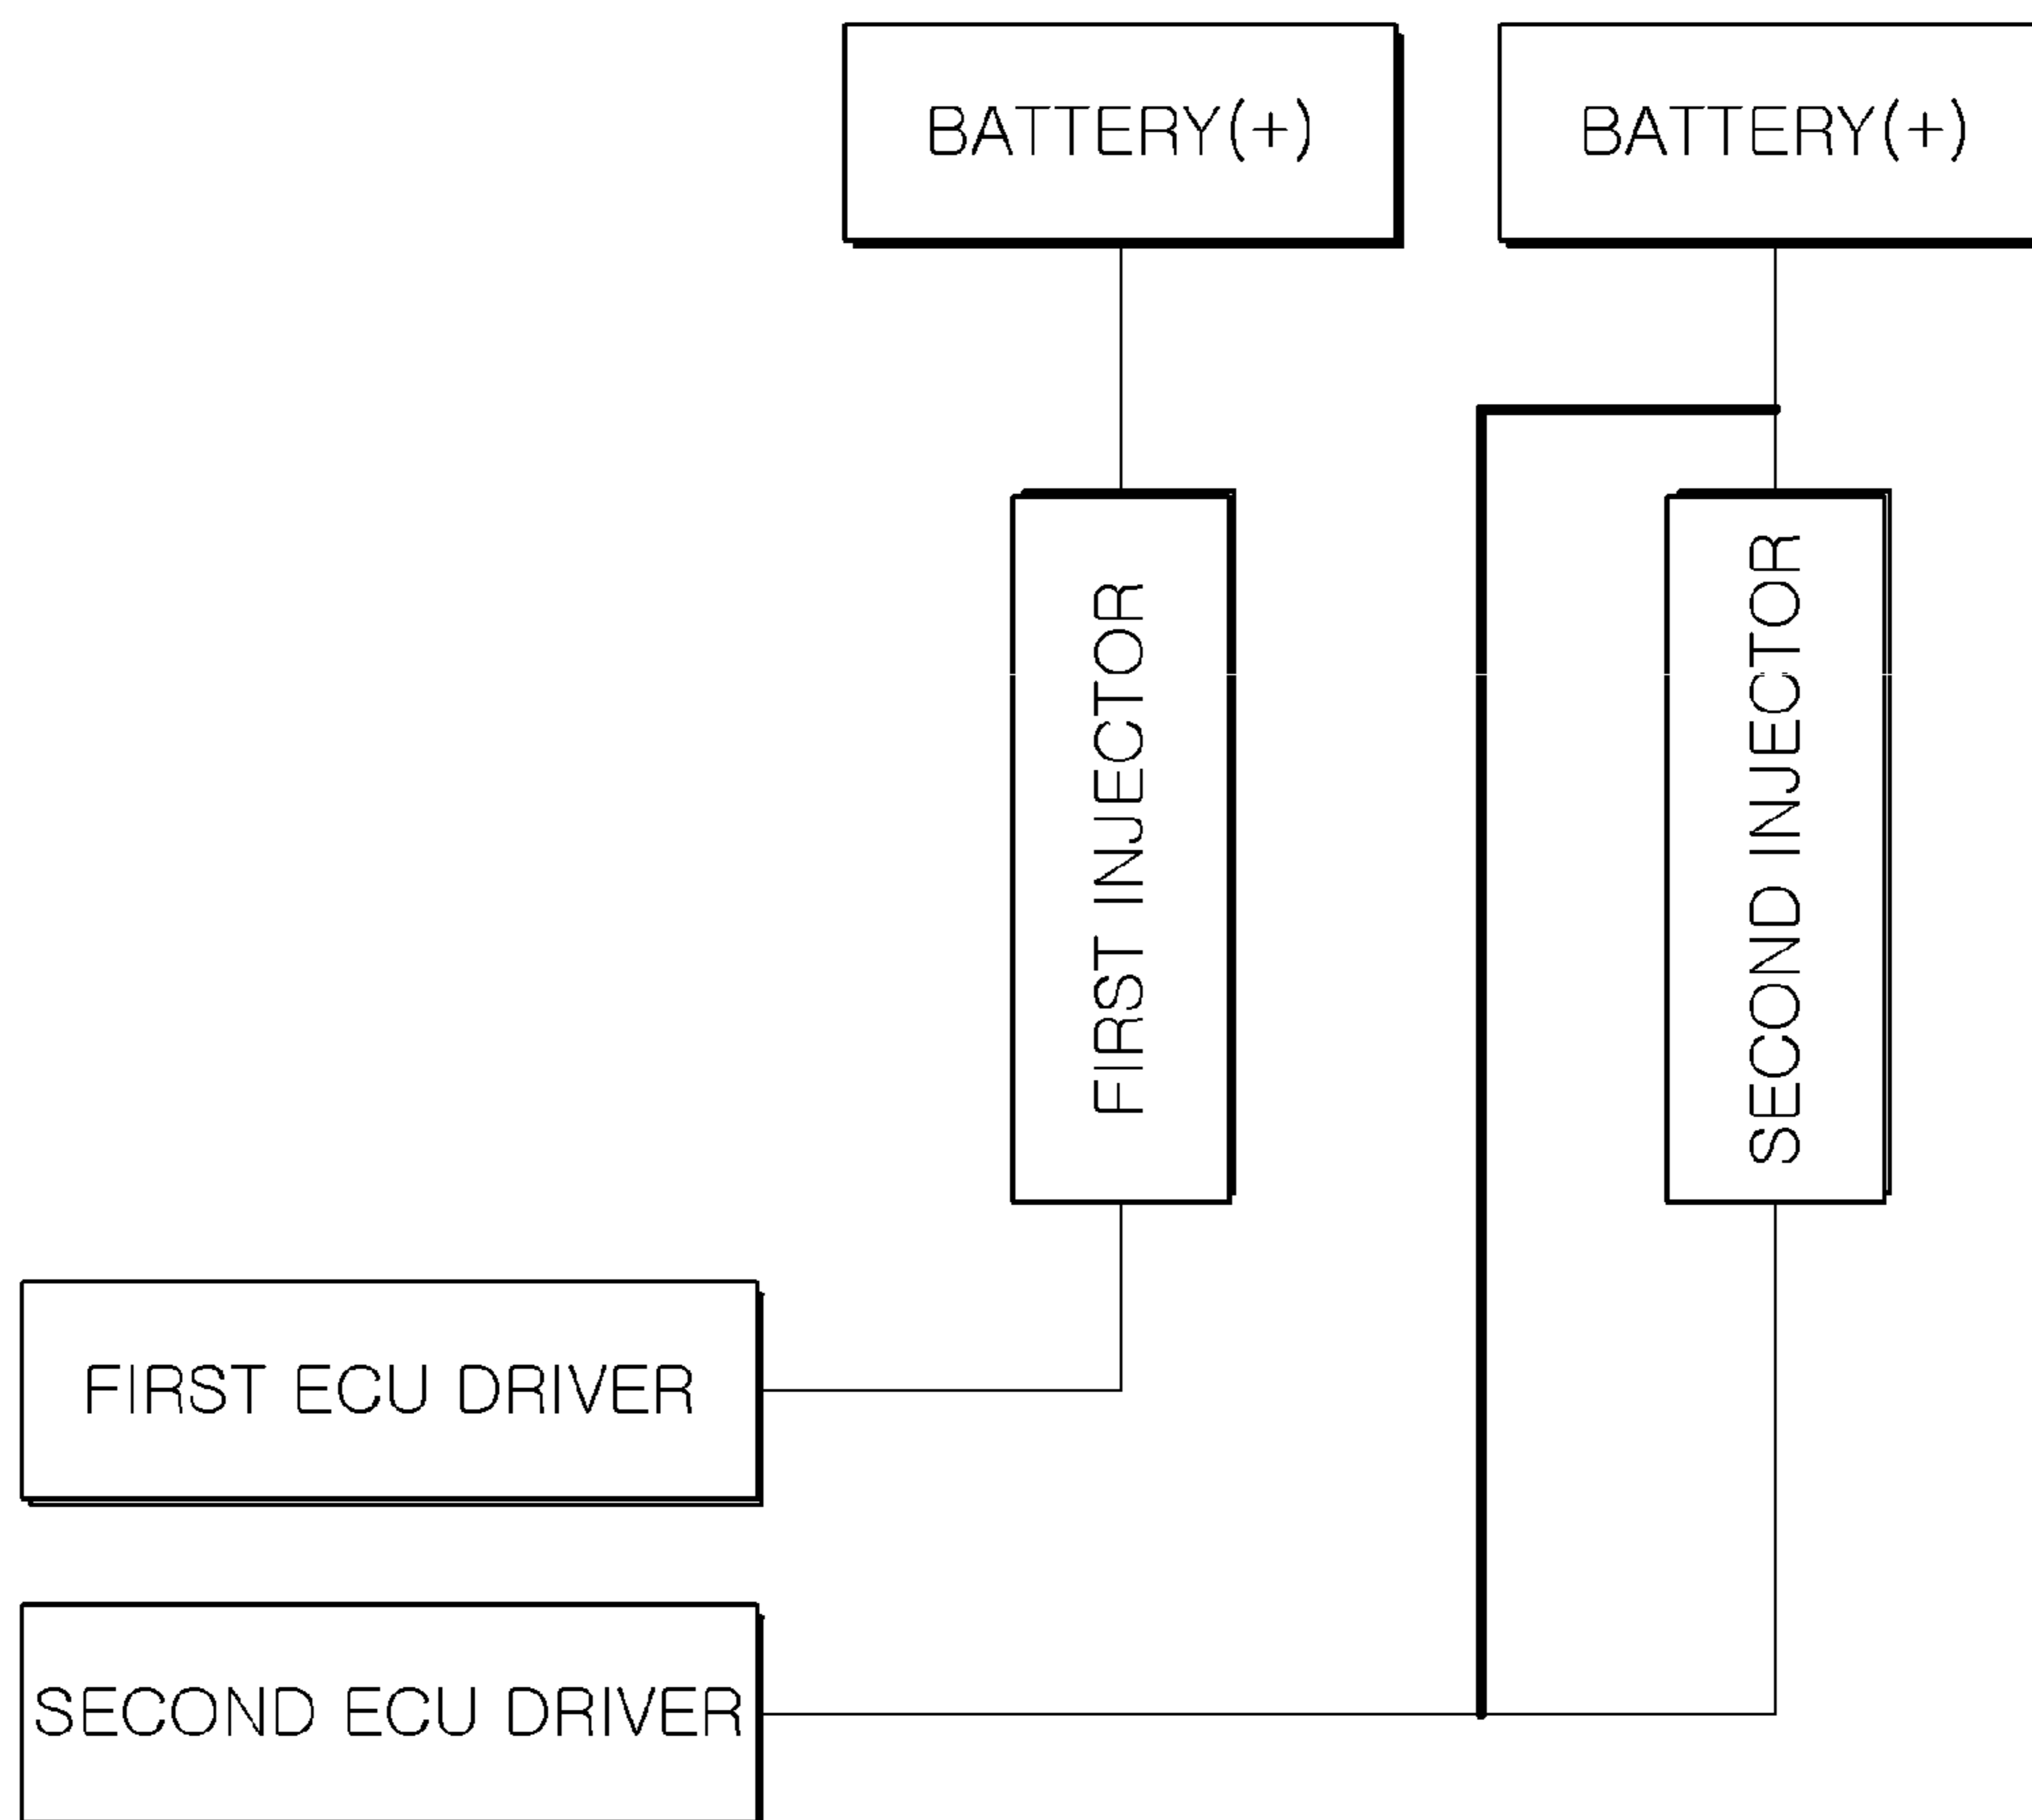 BATTERY(+)
BATTERY(+)
FIRST INJECTOR
SECOND INJECTOR
FIRST ECU DRIVER
SECOND ECU DRIVER